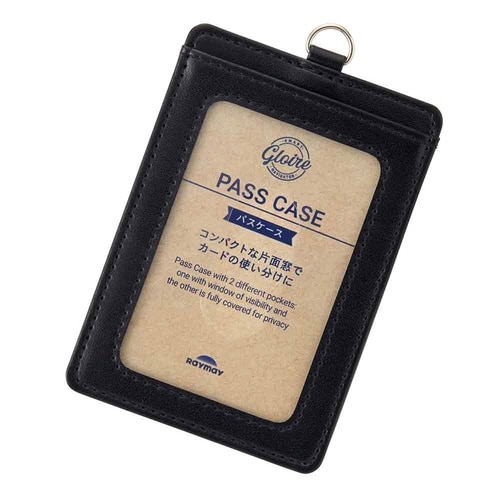 SMART
Gloire
NAVIGATOR
PASS CASE
パスケース
コンパクトな片面窓で
カードの使い分けに
Pass Case with 2 different pockets:
one with window of visibility and
the other is fully covered for privacy
RAYMAY